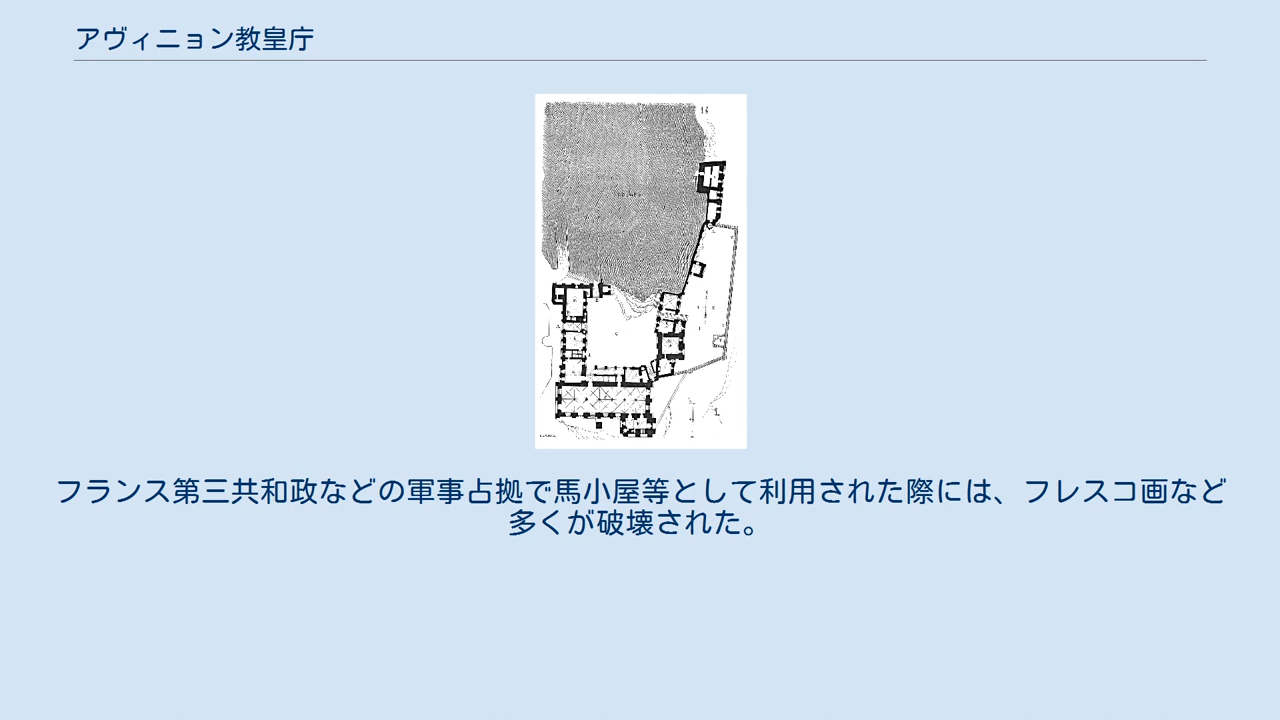 アヴィニョン教皇庁
14
フランス第三共和政などの軍事占拠で馬小屋等として利用された際には、フレスコ画など
多くが破壊された。